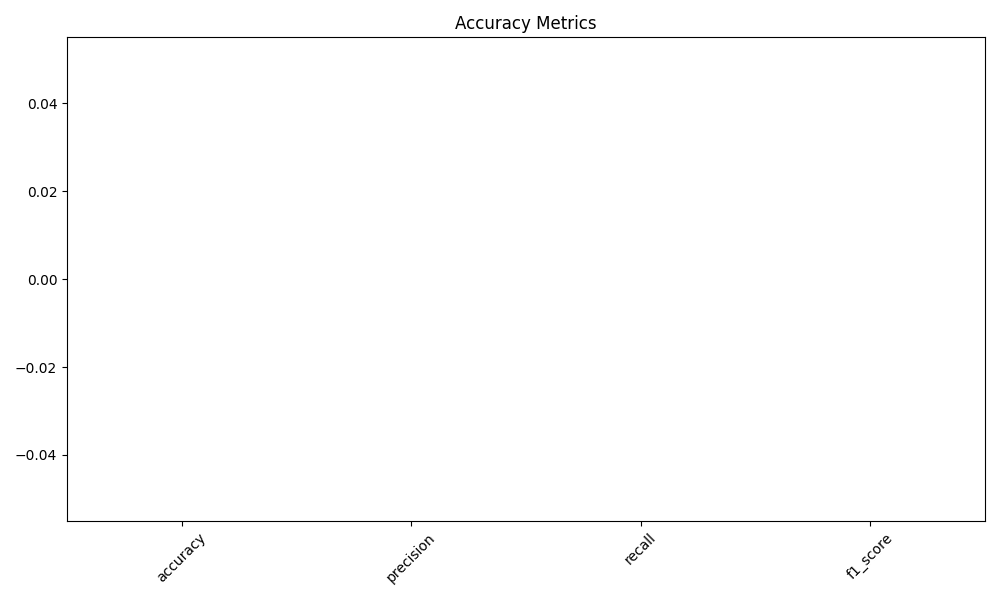 Accuracy Metrics
0.04
0.02
0.00
−0.02
−0.04
accuracy
precision
recall
f1_score